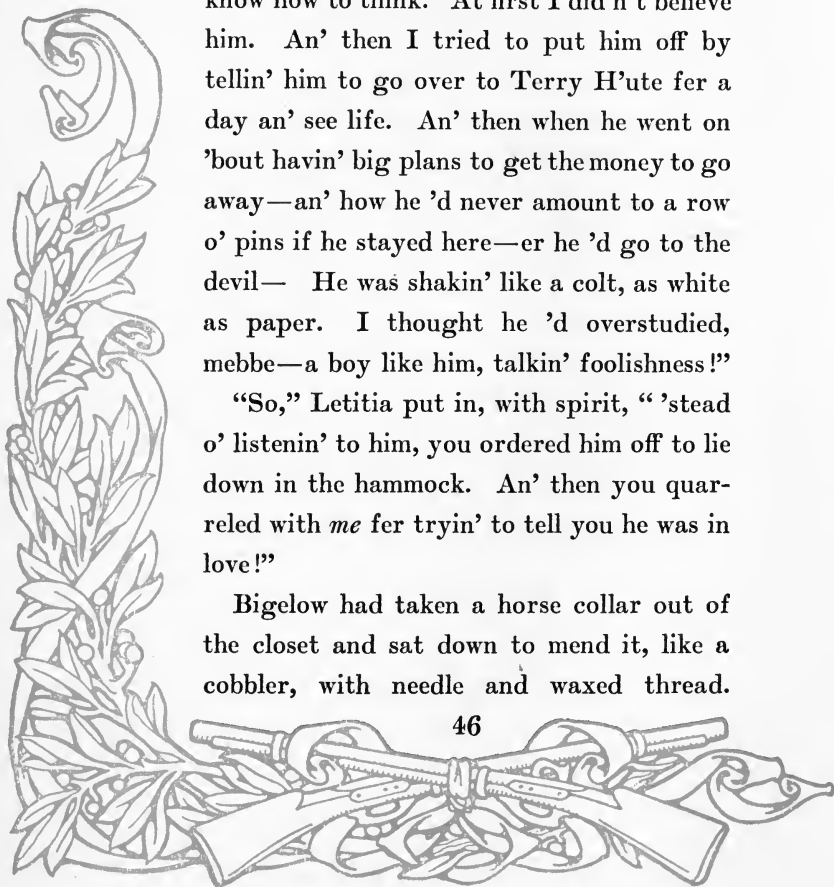 know how to think. At first I did n't believe
him. An' then I tried to put him off by
tellin' him to go over to Terry H'ute fer a
day an' see life. An' then when he went on
'bout havin' big plans to get the money to go
away—an' how he 'd never amount to a row
o' pins if he stayed here—er he 'd go to the
devil— He was shakin' like a colt, as white
as paper. I thought he 'd overstudied,
mebbe—a boy like him, talkin' foolishness!”
“So,” Letitia put in, with spirit, “ 'stead
o' listenin' to him, you ordered him off to lie
down in the hammock. An' then you quar-
reled with me fer tryin' to tell you he was in
love!”
Bigelow had taken a horse collar out of
the closet and sat down to mend it, like a
cobbler, with needle and waxed thread.
46